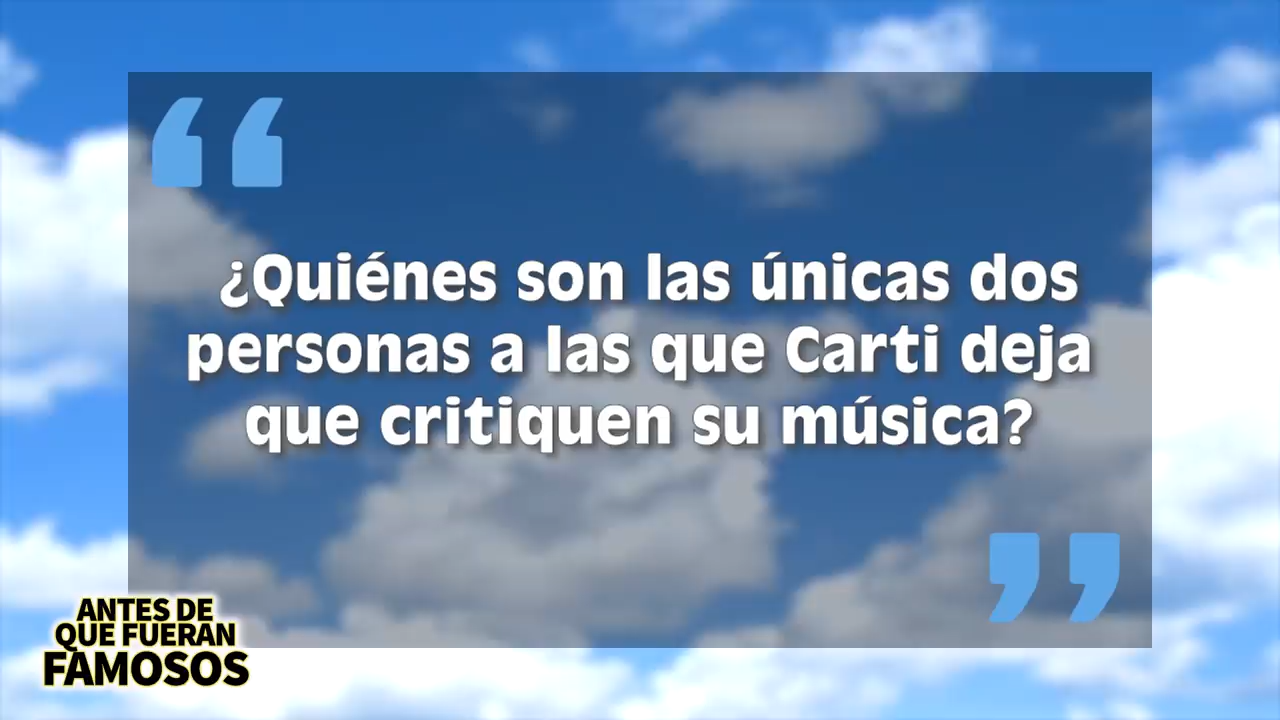 “
¿Quiénes son las únicas dos
personas a las que Carti deja
que critiquen su música?
”
ANTES DE
QUE FUERAN
FAMOSOS